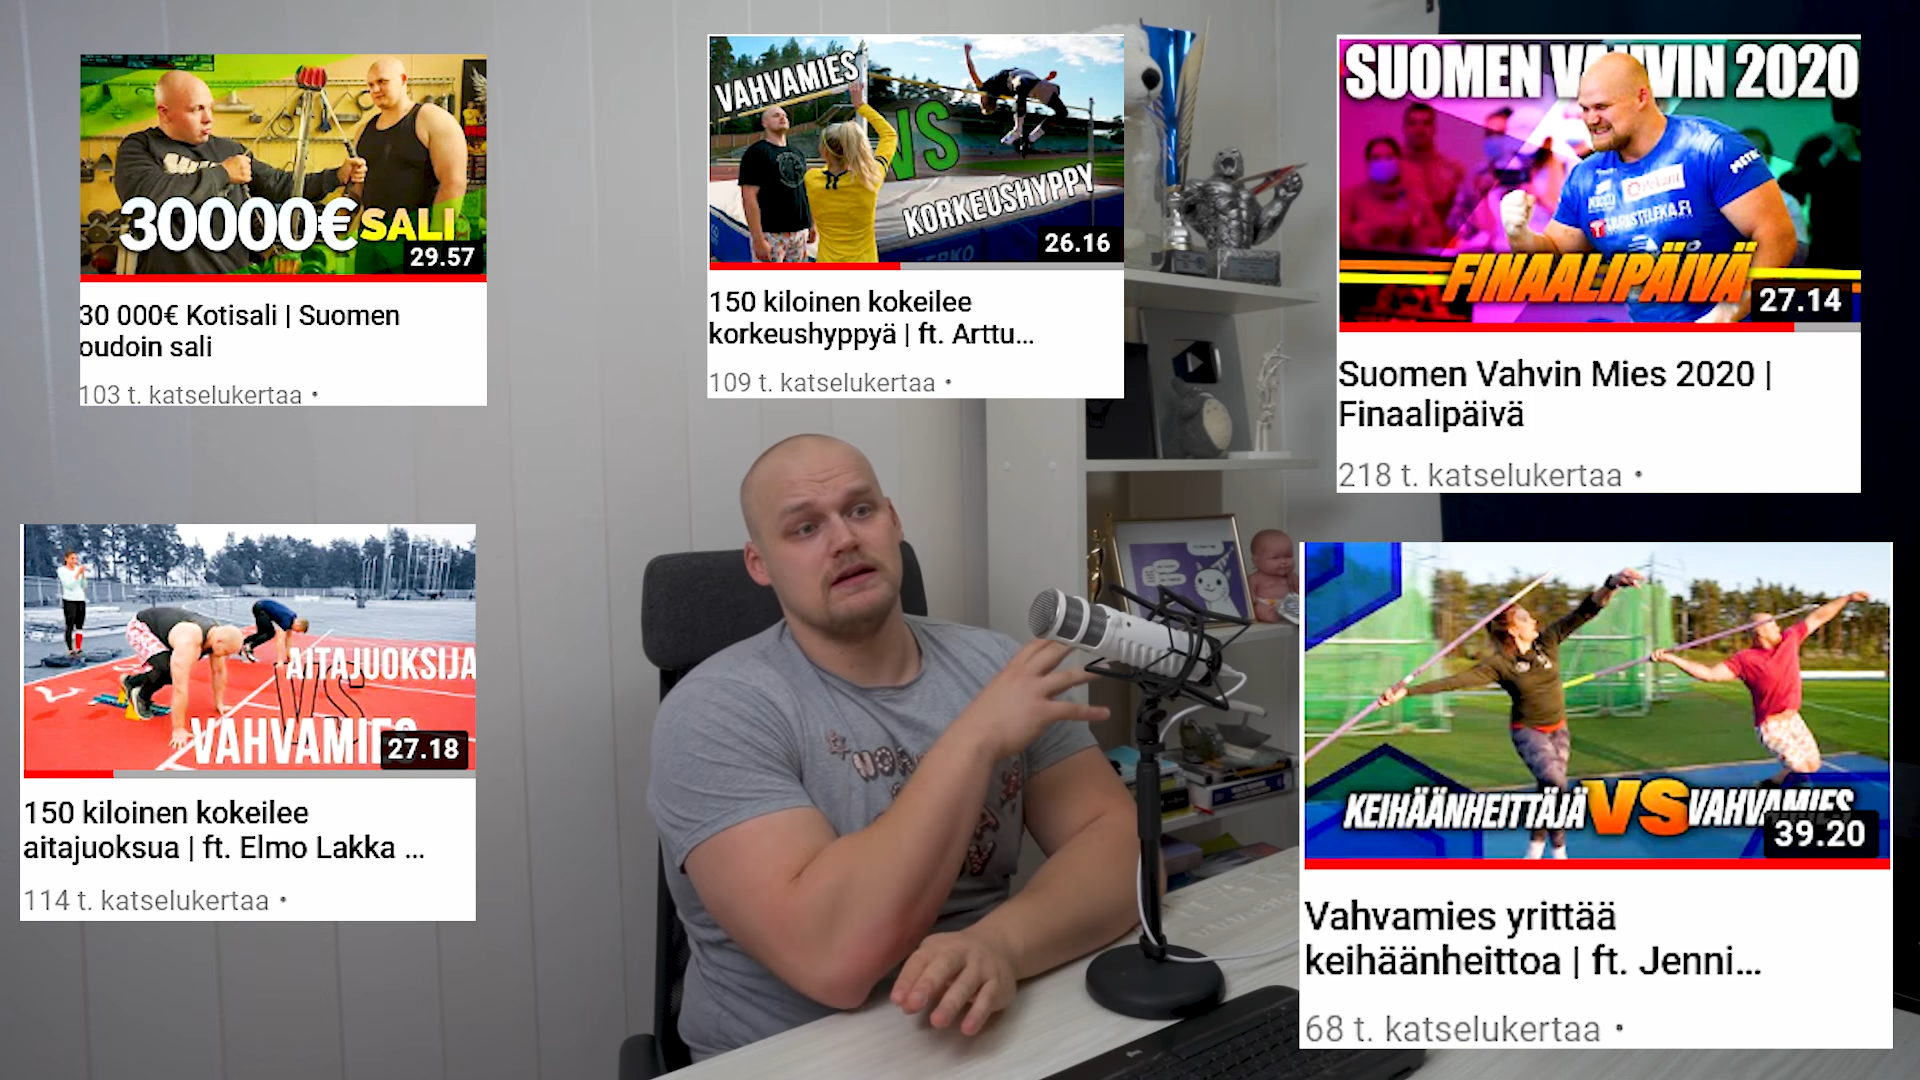 30000€ SALI
29.57
30 000€ Kotisali | Suomen
oudoin sali
103 t. katselukertaa •
VAHVAMIES
VS
KORKEUSHYPPY
26.16
150 kiloinen kokeilee
korkeushyppyä | ft. Arttu...
109 t. katselukertaa •
SUOMEN VAHVIN 2020
FINAALIPÄIVÄ
27.14
Suomen Vahvin Mies 2020 |
Finaalipäivä
218 t. katselukertaa •
AITAJUOKSIJA
VS
VAHVAMIES
27.18
150 kiloinen kokeilee
aitajuoksua | ft. Elmo Lakka ...
114 t. katselukertaa •
KEIHÄÄNHEITTÄJÄ VS VAHVAMIES
39.20
Vahvamies yrittää
keihäänheittoa | ft. Jenni...
68 t. katselukertaa •